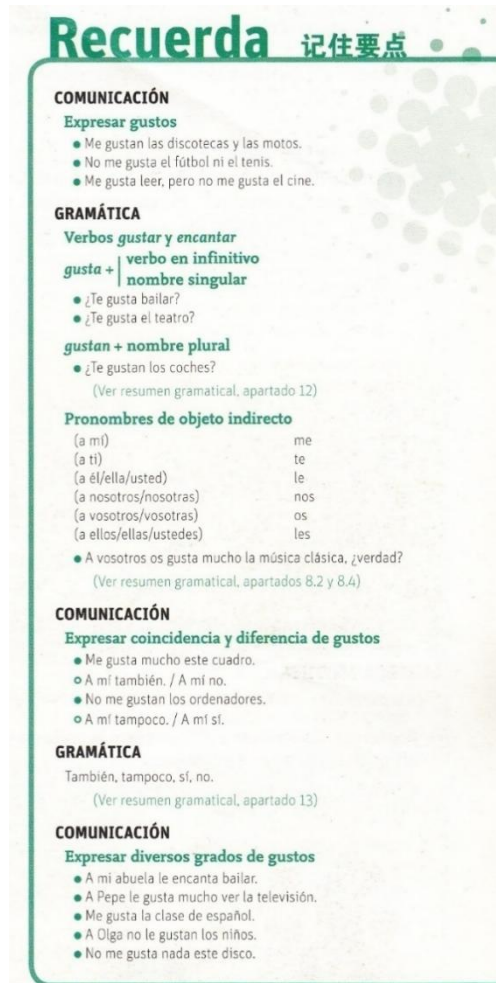 Recuerda 记住要点
COMUNICACIÓN
Expresar gustos
● Me gustan las discotecas y las motos.
● No me gusta el fútbol ni el tenis.
● Me gusta leer, pero no me gusta el cine.
GRAMÁTICA
Verbos gustar y encantar
gusta + | verbo en infinitivo
nombre singular
● ¿Te gusta bailar?
● ¿Te gusta el teatro?
gustan + nombre plural
● ¿Te gustan los coches?
(Ver resumen gramatical, apartado 12)
Pronombres de objeto indirecto
(a mí) me
(a ti) te
(a él/ella/usted) le
(a nosotros/nosotras) nos
(a vosotros/vosotras) os
(a ellos/ellas/ustedes) les
● A vosotros os gusta mucho la música clásica, ¿verdad?
(Ver resumen gramatical, apartados 8.2 y 8.4)
COMUNICACIÓN
Expresar coincidencia y diferencia de gustos
● Me gusta mucho este cuadro.
○ A mí también. / A mí no.
● No me gustan los ordenadores.
○ A mí tampoco. / A mí sí.
GRAMÁTICA
También, tampoco, sí, no.
(Ver resumen gramatical, apartado 13)
COMUNICACIÓN
Expresar diversos grados de gustos
● A mi abuela le encanta bailar.
● A Pepe le gusta mucho ver la televisión.
● Me gusta la clase de español.
● A Olga no le gustan los niños.
● No me gusta nada este disco.